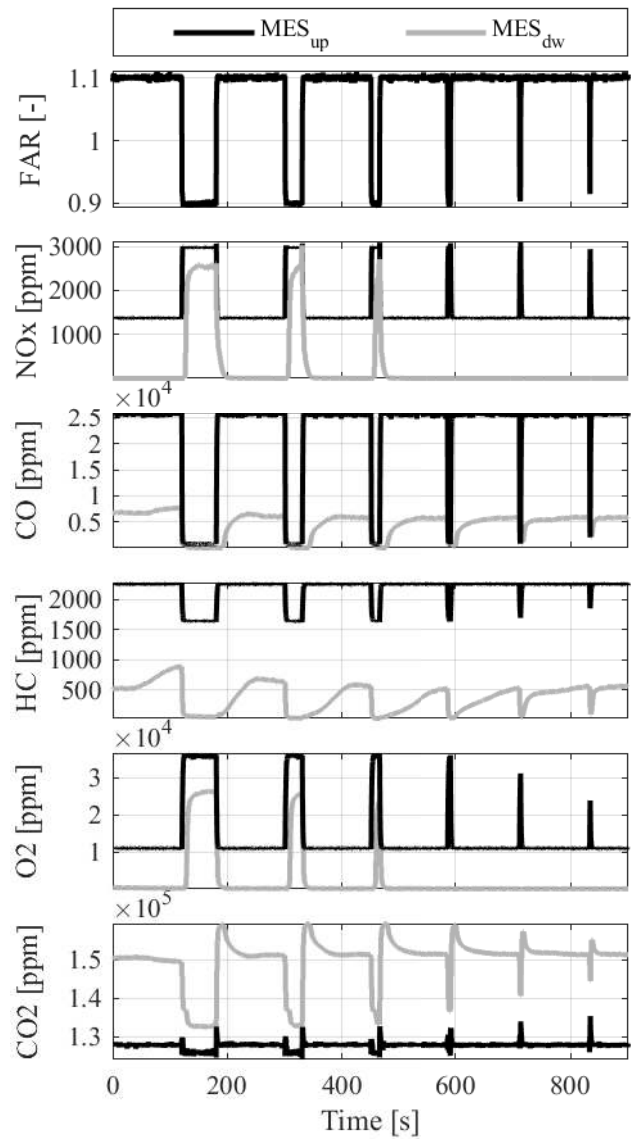 MES_up MES_dw
FAR [-]
1.1
1
0.9
NOx [ppm]
3000
2000
1000
×10^4
CO [ppm]
2.5
2
1.5
1
0.5
HC [ppm]
2000
1500
1000
500
×10^4
O2 [ppm]
3
2
1
×10^5
CO2 [ppm]
1.5
1.4
1.3
0 200 400 600 800
Time [s]